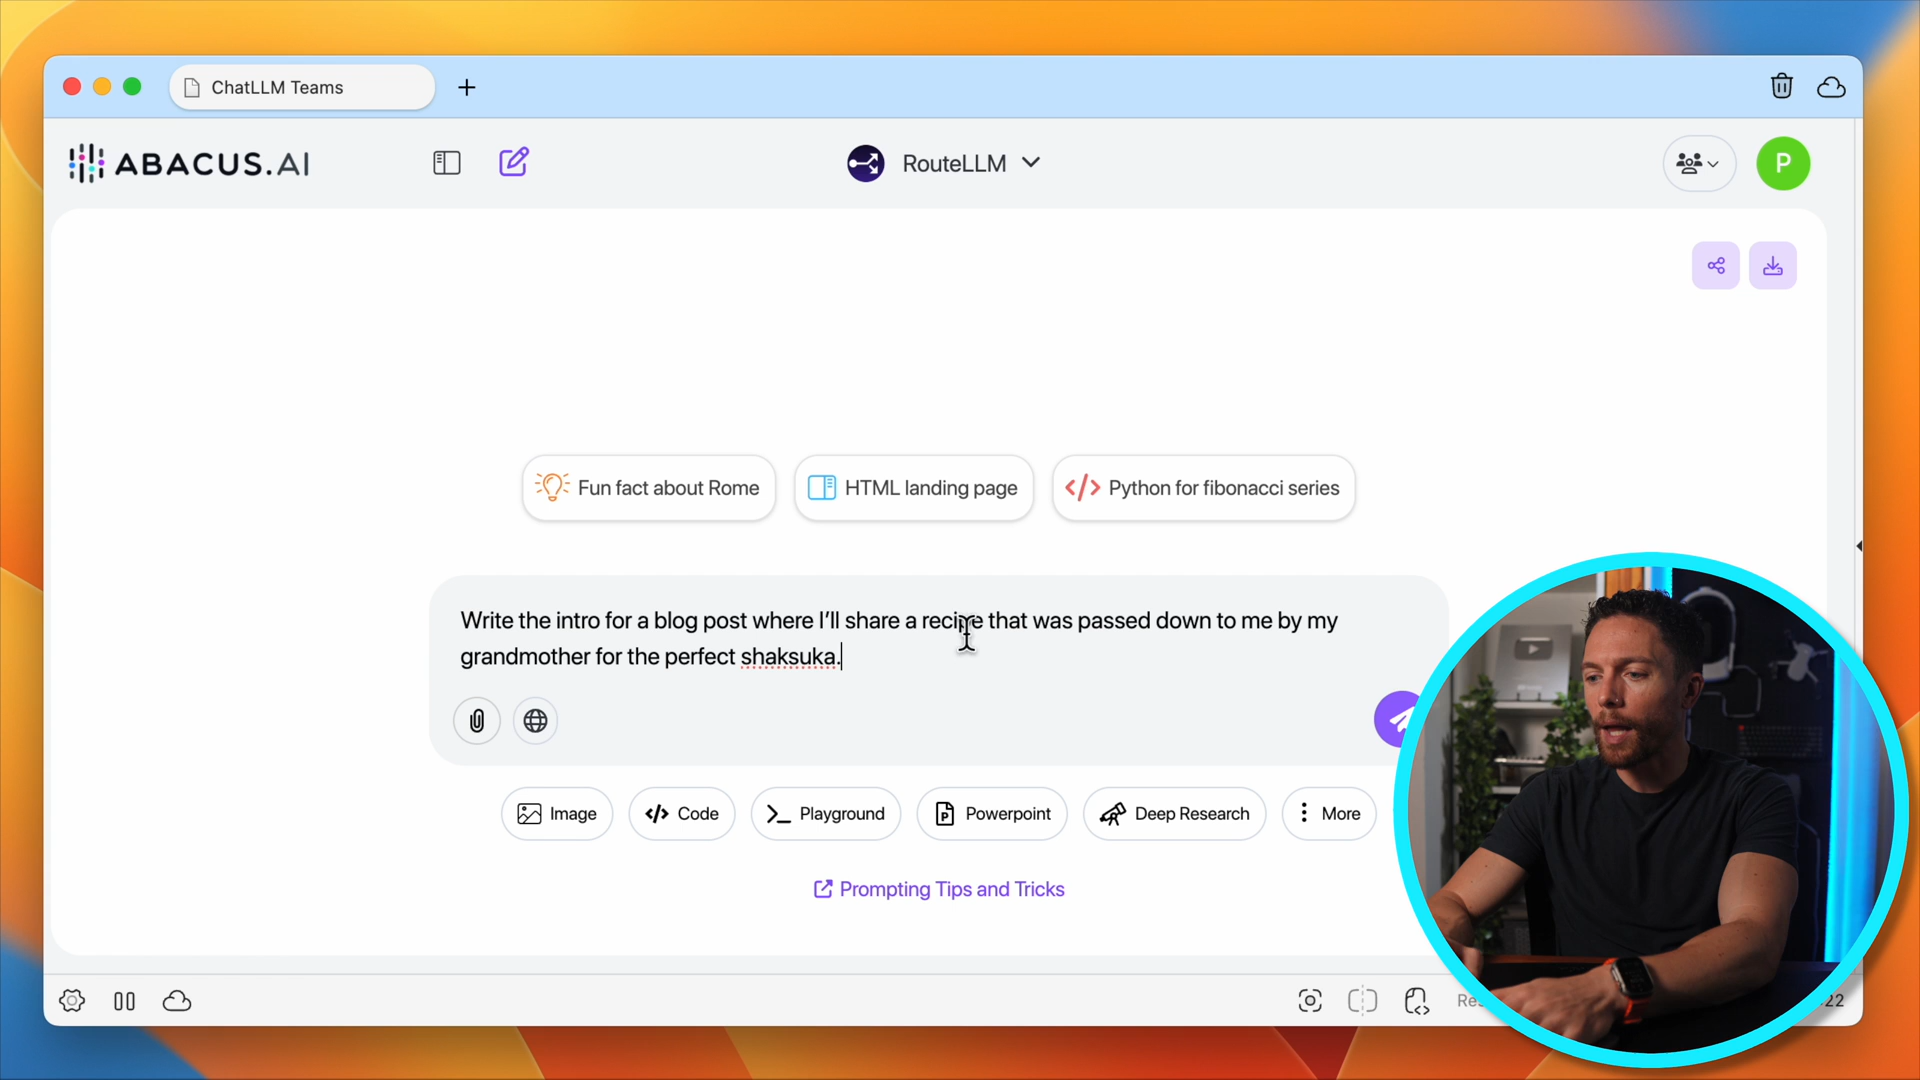 ChatLLM Teams
ABACUS.AI
RouteLLM
P
Fun fact about Rome
HTML landing page
Python for fibonacci series
Write the intro for a blog post where I'll share a recipe that was passed down to me by my
grandmother for the perfect shaksuka.
Image
Code
Playground
Powerpoint
Deep Research
More
Prompting Tips and Tricks